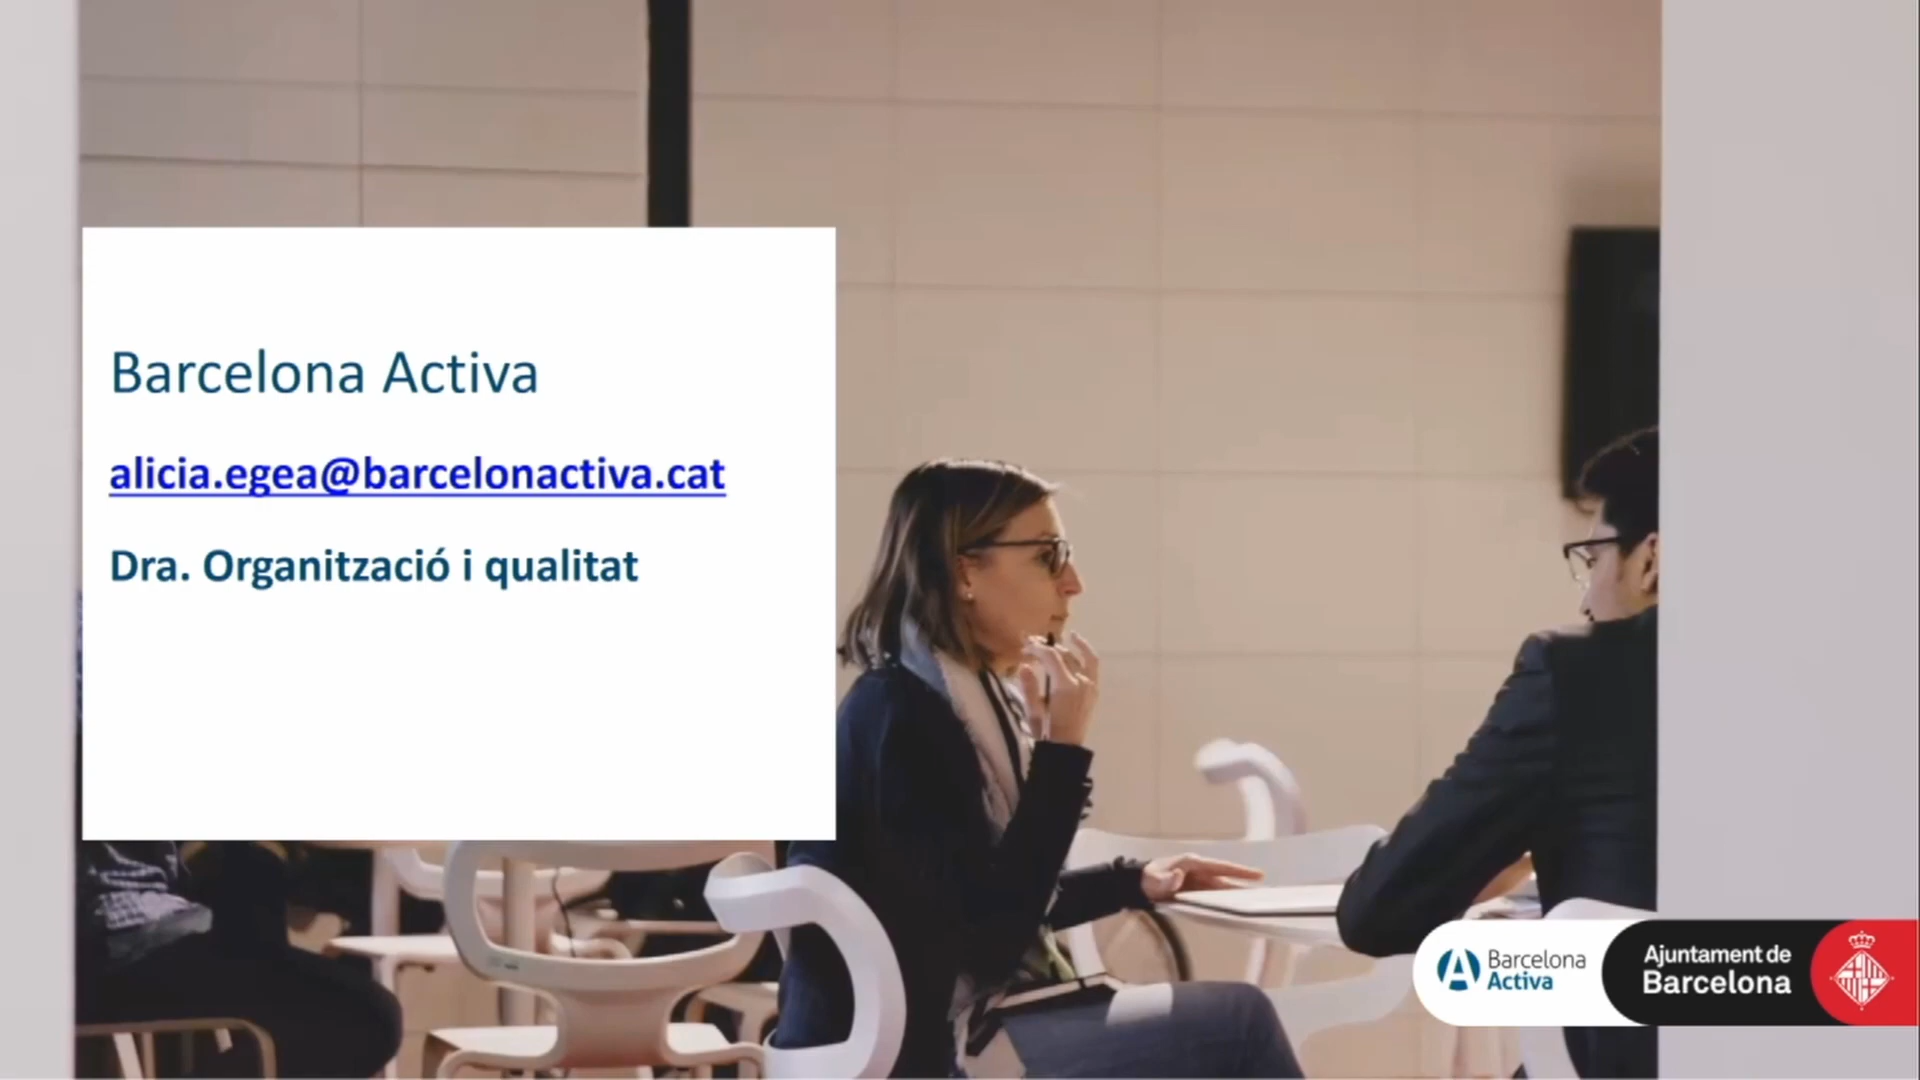 Barcelona Activa
alicia.egea@barcelonactiva.cat
Dra. Organització i qualitat
Barcelona
Activa
Ajuntament de
Barcelona